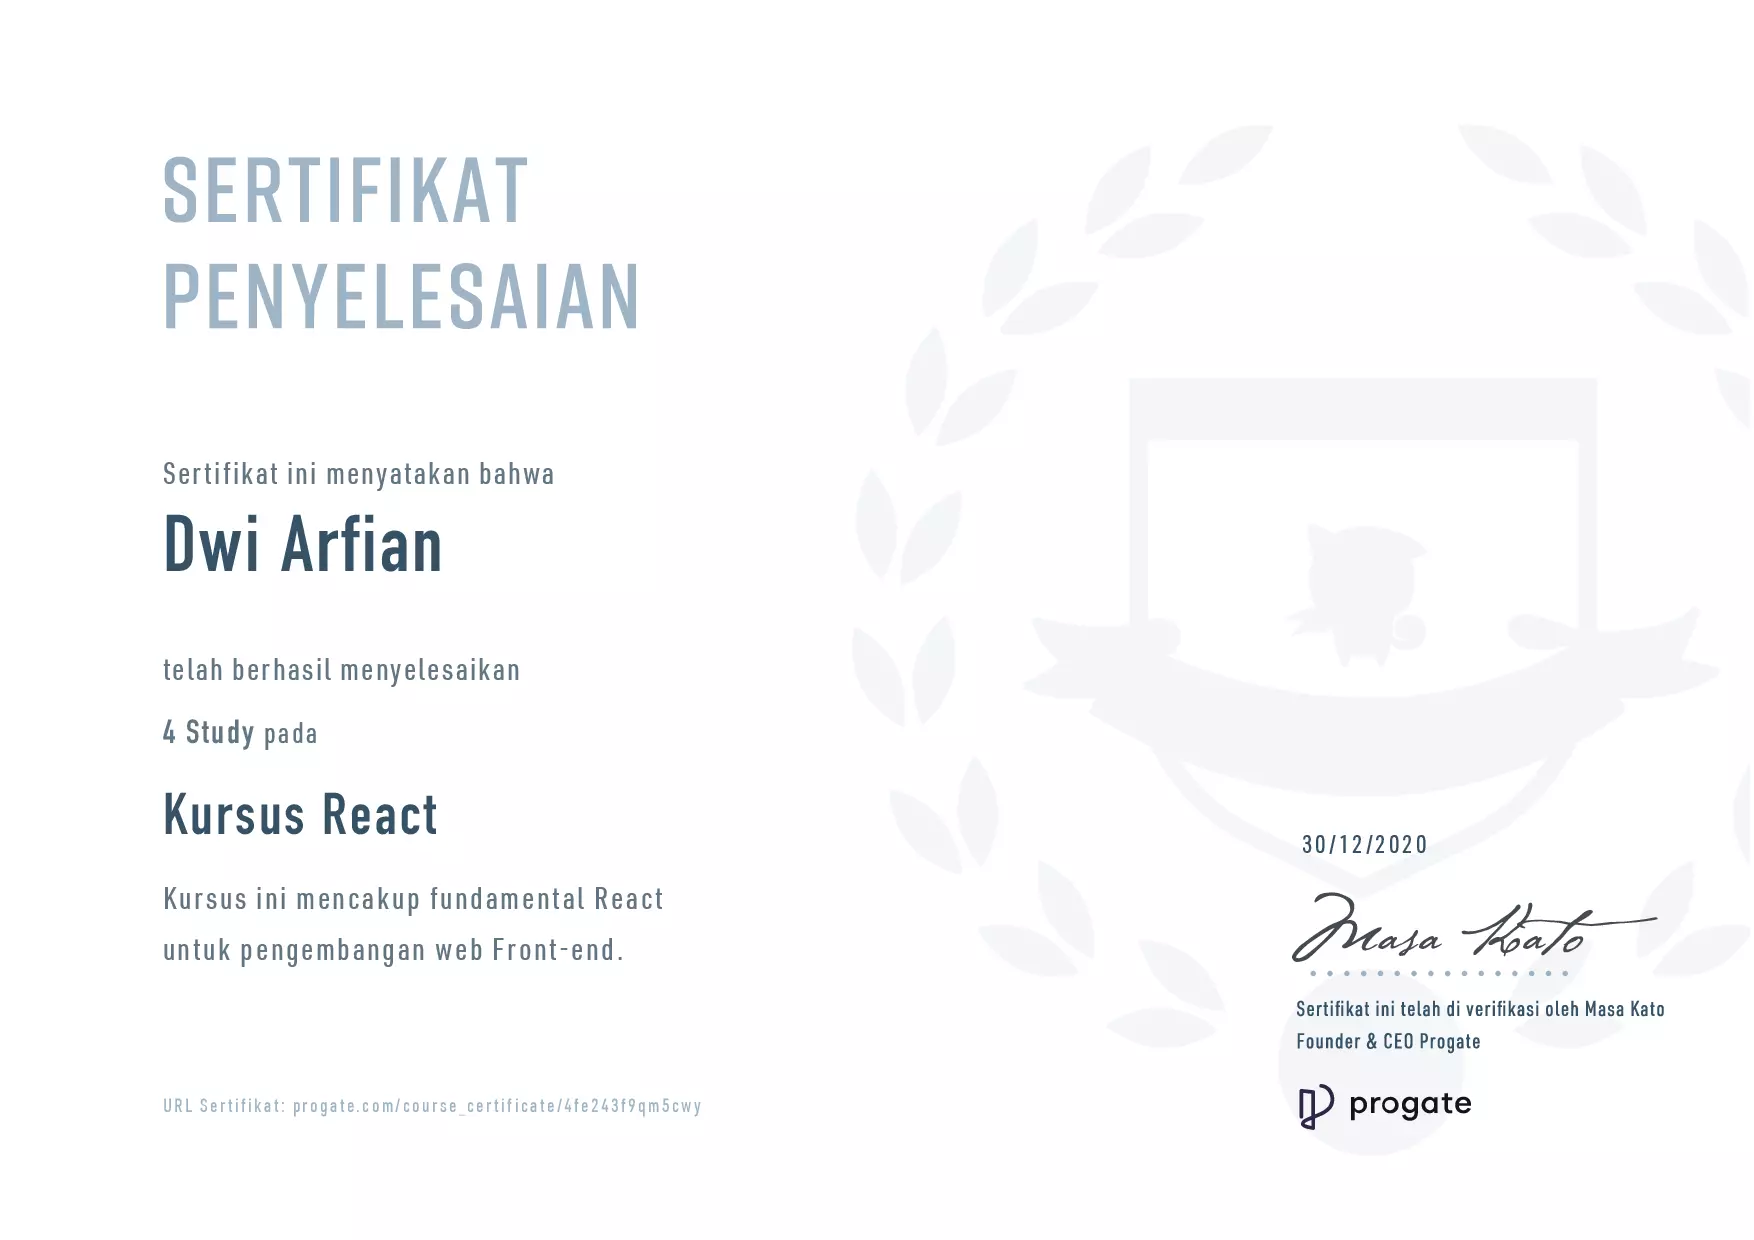 SERTIFIKAT
PENYELESAIAN
Sertifikat ini menyatakan bahwa
Dwi Arfian
telah berhasil menyelesaikan
4 Study pada
Kursus React
Kursus ini mencakup fundamental React
untuk pengembangan web Front-end.
30/12/2020
Masa Kato
Sertifikat ini telah di verifikasi oleh Masa Kato
Founder & CEO Progate
progate
URL Sertifikat: progate.com/course_certificate/4fe243f9qm5cwy